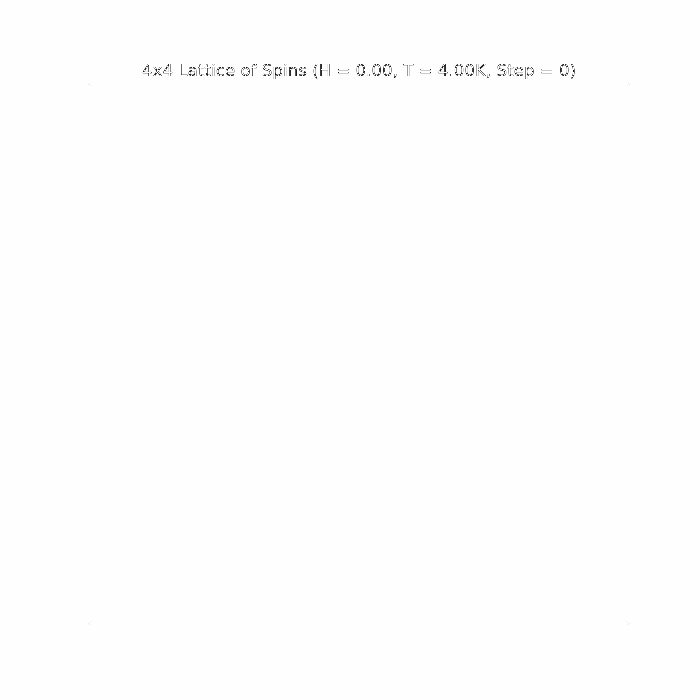 4x4 Lattice of Spins (H = 0.00, T = 4.00K, Step = 0)